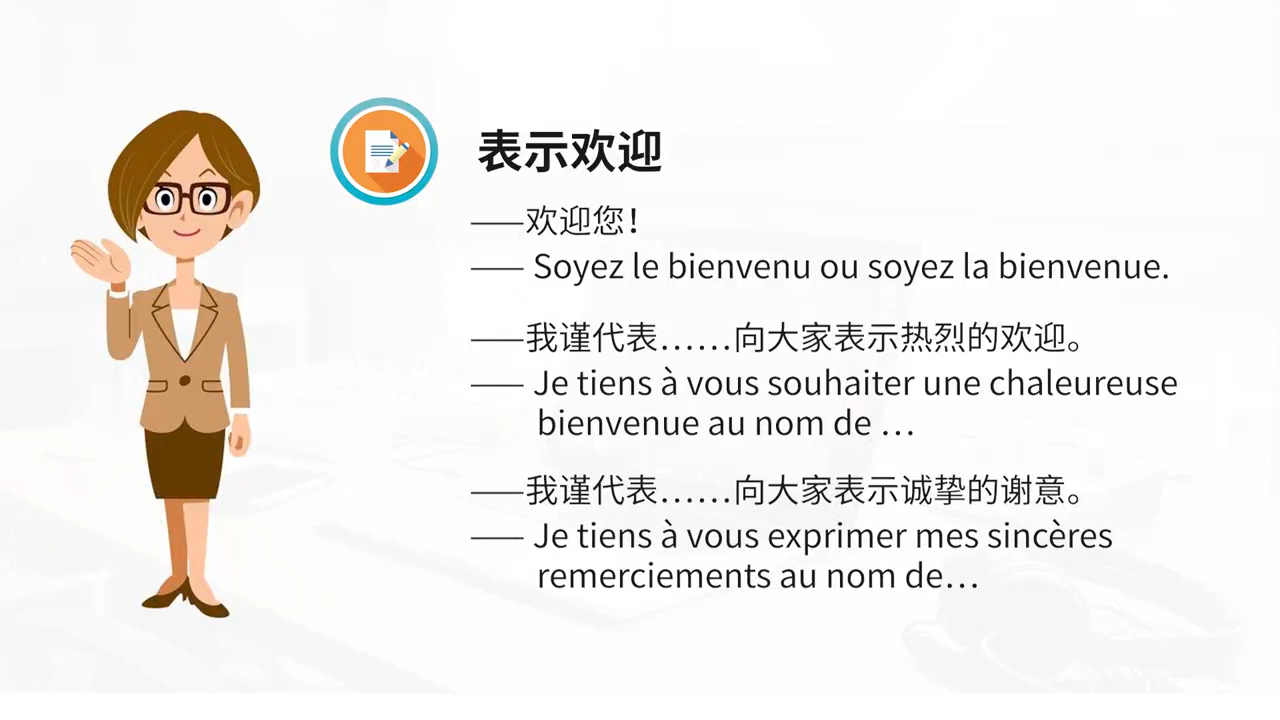 表示欢迎
——欢迎您！
—— Soyez le bienvenu ou soyez la bienvenue.
——我谨代表……向大家表示热烈的欢迎。
—— Je tiens à vous souhaiter une chaleureuse
bienvenue au nom de …
——我谨代表……向大家表示诚挚的谢意。
—— Je tiens à vous exprimer mes sincères
remerciements au nom de…